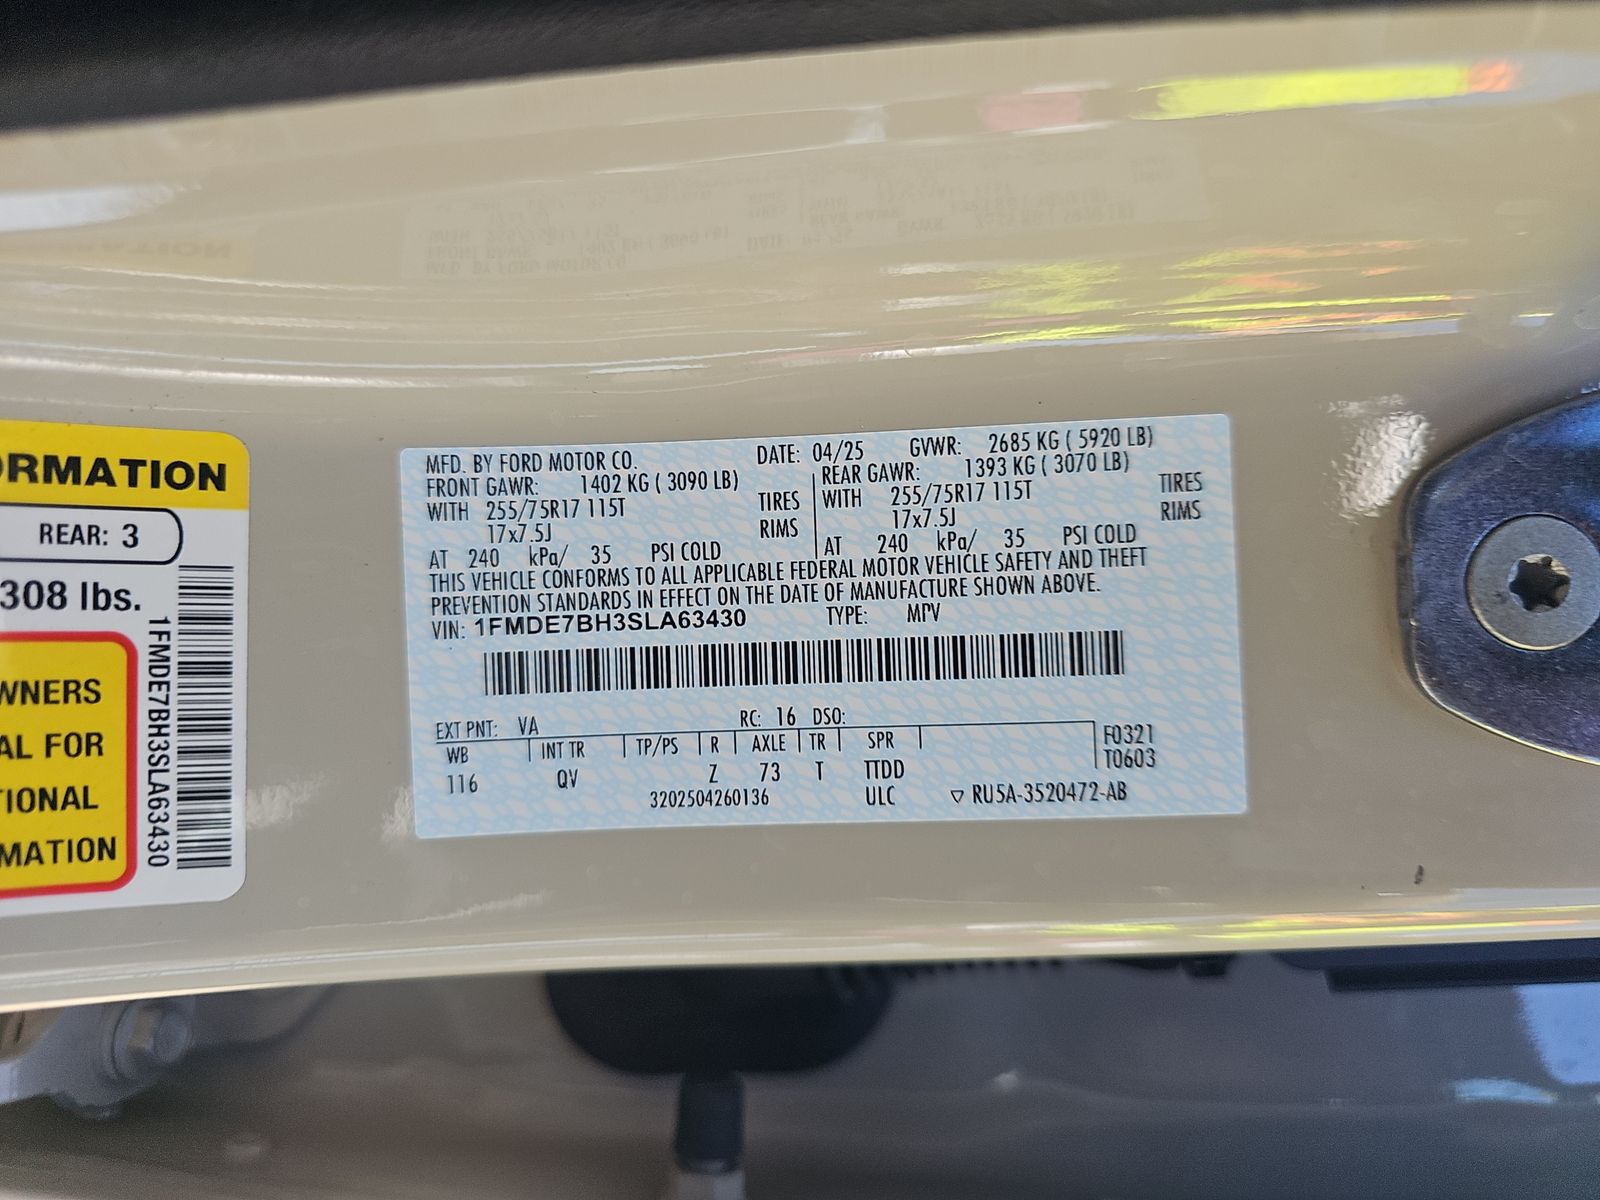 ORMATION
REAR: 3
308 lbs.
WNERS
AL FOR
TIONAL
MATION
1FMDE7BH3SLA63430
MFD. BY FORD MOTOR CO. DATE: 04/25 GVWR: 2685 KG ( 5920 LB)
FRONT GAWR: 1402 KG ( 3090 LB) REAR GAWR: 1393 KG ( 3070 LB)
WITH 255/75R17 115T TIRES WITH 255/75R17 115T TIRES
17x7.5J RIMS 17x7.5J RIMS
AT 240 kPa/ 35 PSI COLD AT 240 kPa/ 35 PSI COLD
THIS VEHICLE CONFORMS TO ALL APPLICABLE FEDERAL MOTOR VEHICLE SAFETY AND THEFT
PREVENTION STANDARDS IN EFFECT ON THE DATE OF MANUFACTURE SHOWN ABOVE.
VIN: 1FMDE7BH3SLA63430 TYPE: MPV
EXT PNT: VA RC: 16 DSO:
WB INT TR TP/PS R AXLE TR SPR F0321
116 QV Z 73 T TTDD T0603
3202504260136 ULC ▽ RU5A-3520472-AB